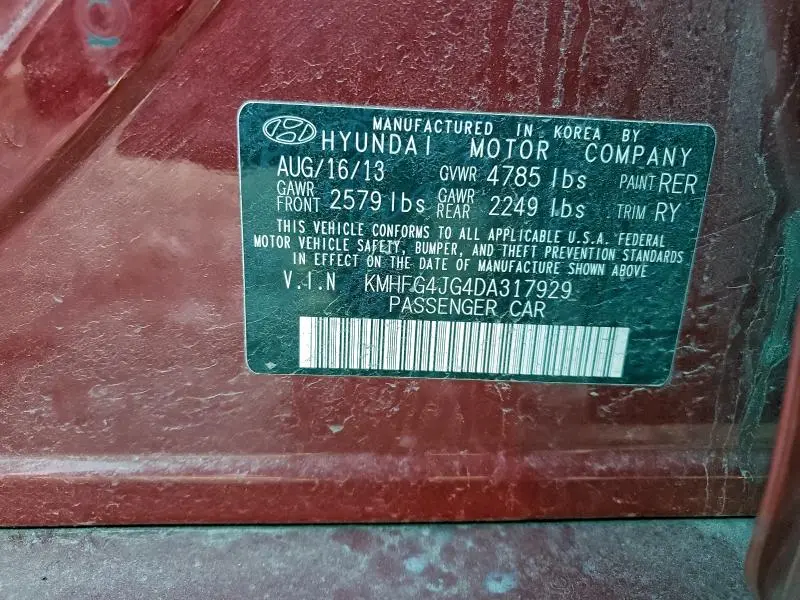 MANUFACTURED IN KOREA BY
HYUNDAI MOTOR COMPANY
AUG/16/13 GVWR 4785 lbs PAINT RER
GAWR FRONT 2579 lbs GAWR REAR 2249 lbs TRIM RY
THIS VEHICLE CONFORMS TO ALL APPLICABLE U.S.A. FEDERAL
MOTOR VEHICLE SAFETY, BUMPER, AND THEFT PREVENTION STANDARDS
IN EFFECT ON THE DATE OF MANUFACTURE SHOWN ABOVE
V.I.N KMHFG4JG4DA317929
PASSENGER CAR